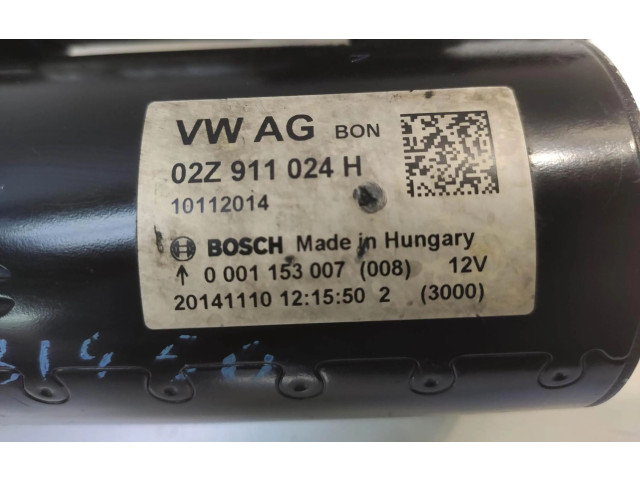 VW AG BON
02Z 911 024 H
10112014
BOSCH Made in Hungary
↑ 0 001 153 007 (008) 12V
20141110 12:15:50 2 (3000)